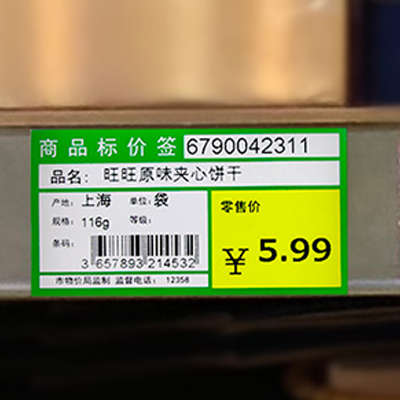 商品标价签 6790042311
品名： 旺旺原味夹心饼干
产地： 上海 单位： 袋
规格： 116g 等级：
条码：
3 657893 214532
零售价
￥ 5.99
市物价局监制 监督电话： 12358